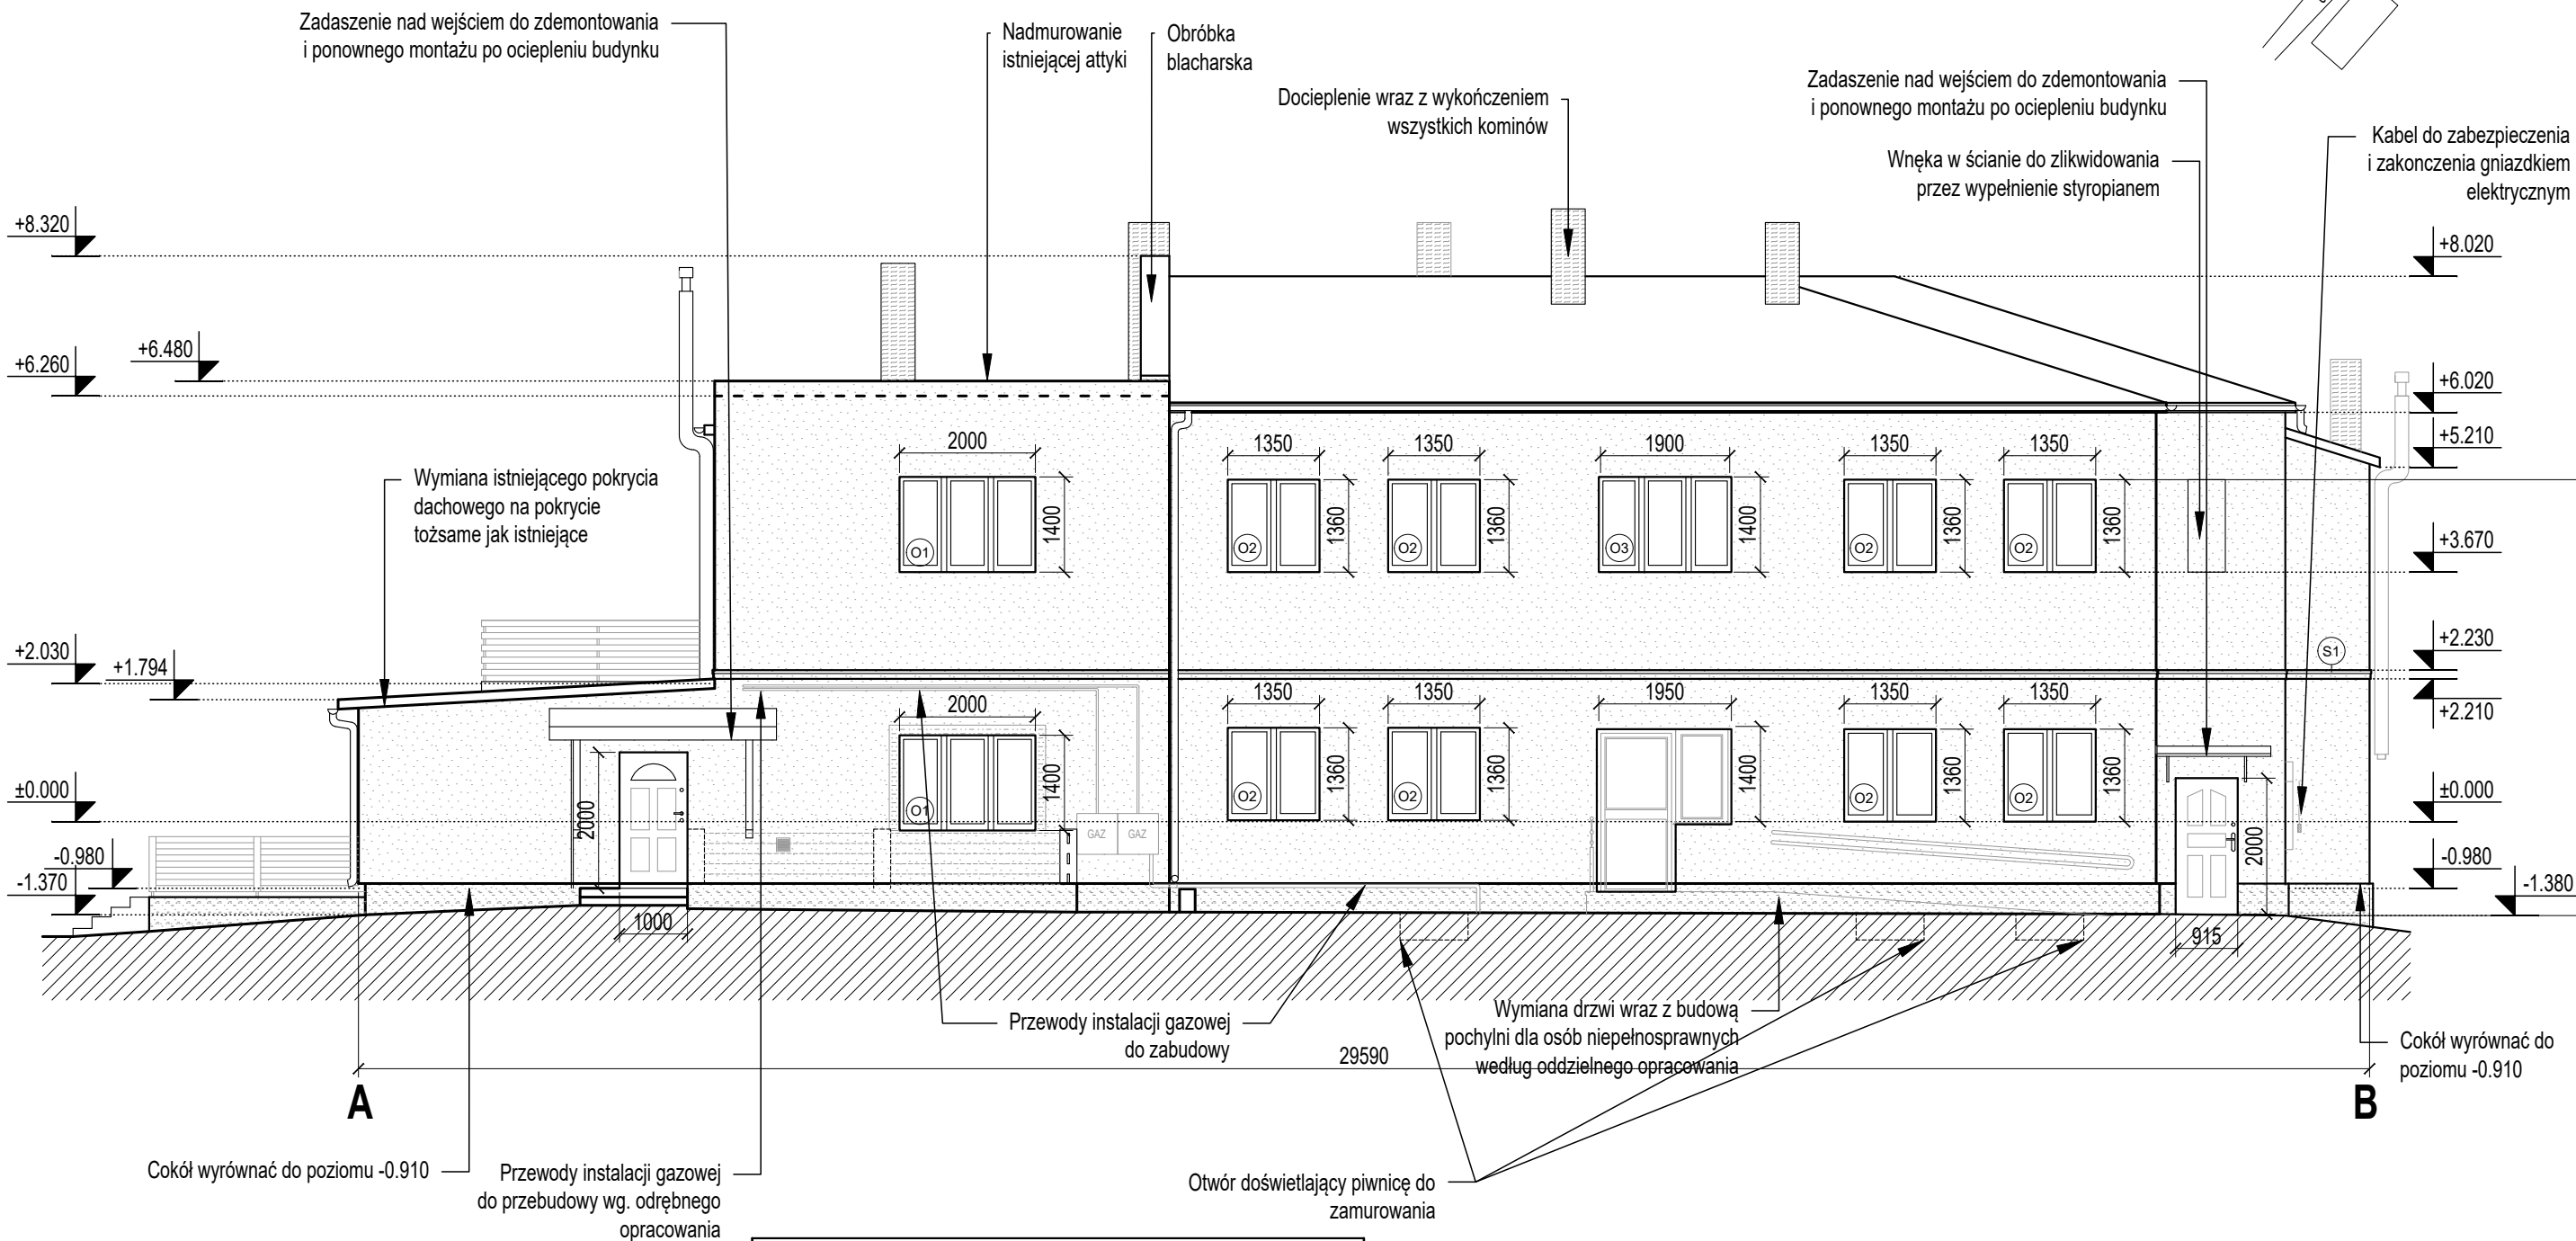 Zadaszenie nad wejściem do zdemontowania
i ponownego montażu po ociepleniu budynku
Nadmurowanie
istniejącej attyki
Obróbka
blacharska
Docieplenie wraz z wykończeniem
wszystkich kominów
Zadaszenie nad wejściem do zdemontowania
i ponownego montażu po ociepleniu budynku
Wnęka w ścianie do zlikwidowania
przez wypełnienie styropianem
Kabel do zabezpieczenia
i zakonczenia gniazdkiem
elektrycznym
+8.320
+8.020
+6.260
+6.480
+6.020
+5.210
2000
1350
1350
1900
1350
1350
Wymiana istniejącego pokrycia
dachowego na pokrycie
tożsame jak istniejące
1400
1360
1360
1400
1360
1360
O1
O2
O2
O3
O2
O2
+3.670
+2.030
+1.794
+2.230
S1
+2.210
2000
1350
1350
1950
1350
1350
2000
1400
1360
1360
1400
1360
1360
O1
O2
O2
O2
O2
±0.000
±0.000
GAZ
GAZ
2000
-0.980
-1.370
-0.980
-1.380
1000
915
Przewody instalacji gazowej
do zabudowy
Wymiana drzwi wraz z budową
pochylni dla osób niepełnosprawnych
według oddzielnego opracowania
29590
Cokół wyrównać do
poziomu -0.910
A
B
Cokół wyrównać do poziomu -0.910
Przewody instalacji gazowej
do przebudowy wg. odrębnego
opracowania
Otwór doświetlający piwnicę do
zamurowania